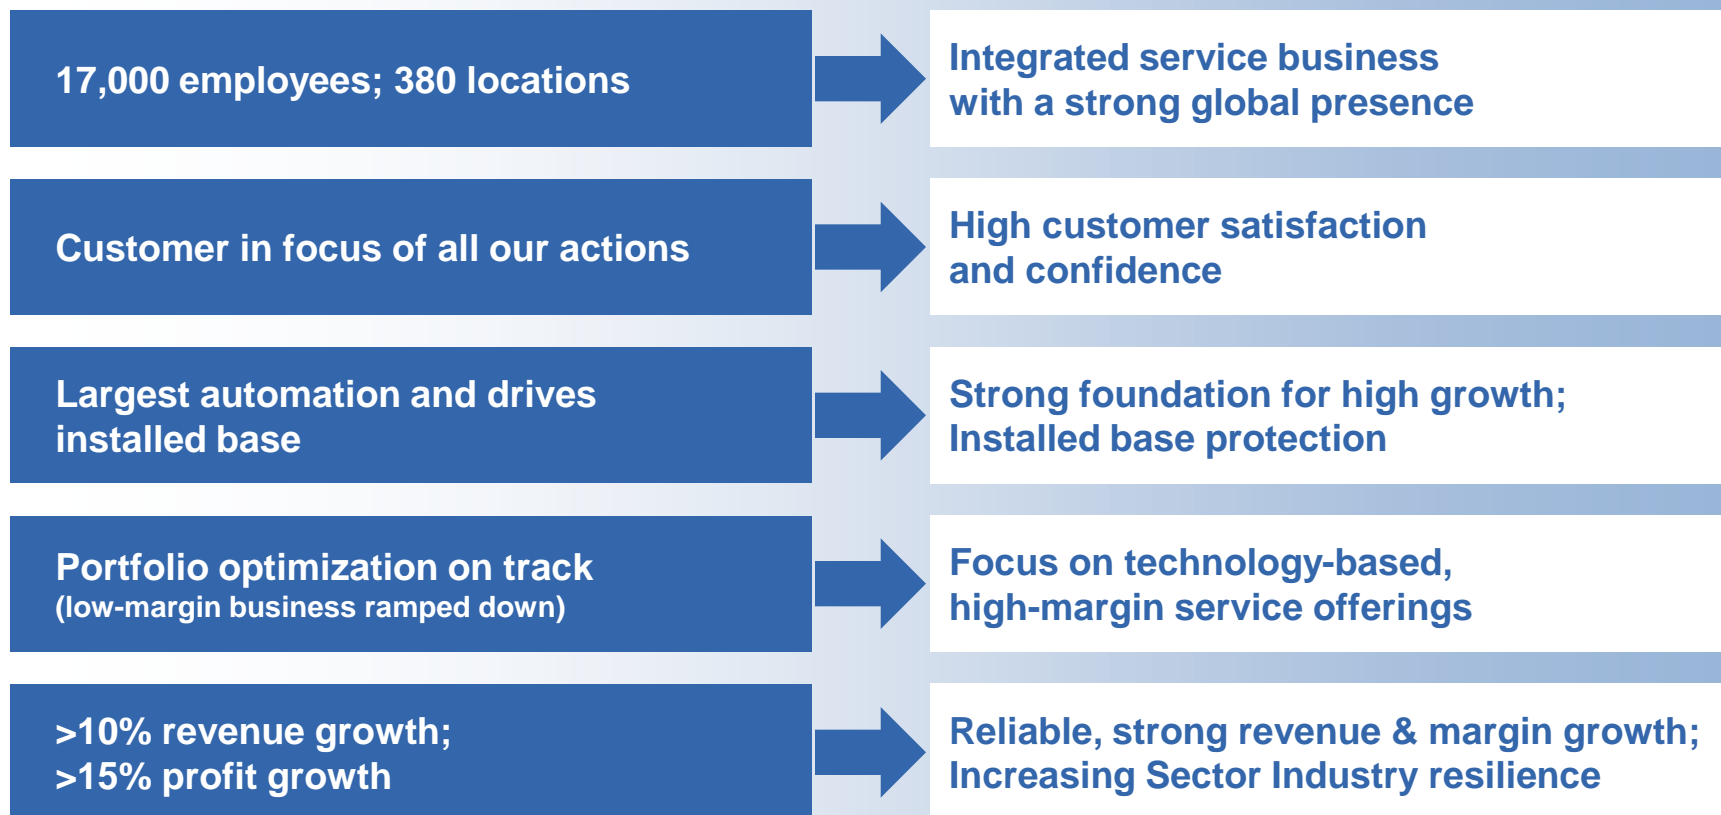 17,000 employees; 380 locations
Integrated service business
with a strong global presence
Customer in focus of all our actions
High customer satisfaction
and confidence
Largest automation and drives
installed base
Strong foundation for high growth;
Installed base protection
Portfolio optimization on track
(low-margin business ramped down)
Focus on technology-based,
high-margin service offerings
>10% revenue growth;
>15% profit growth
Reliable, strong revenue & margin growth;
Increasing Sector Industry resilience